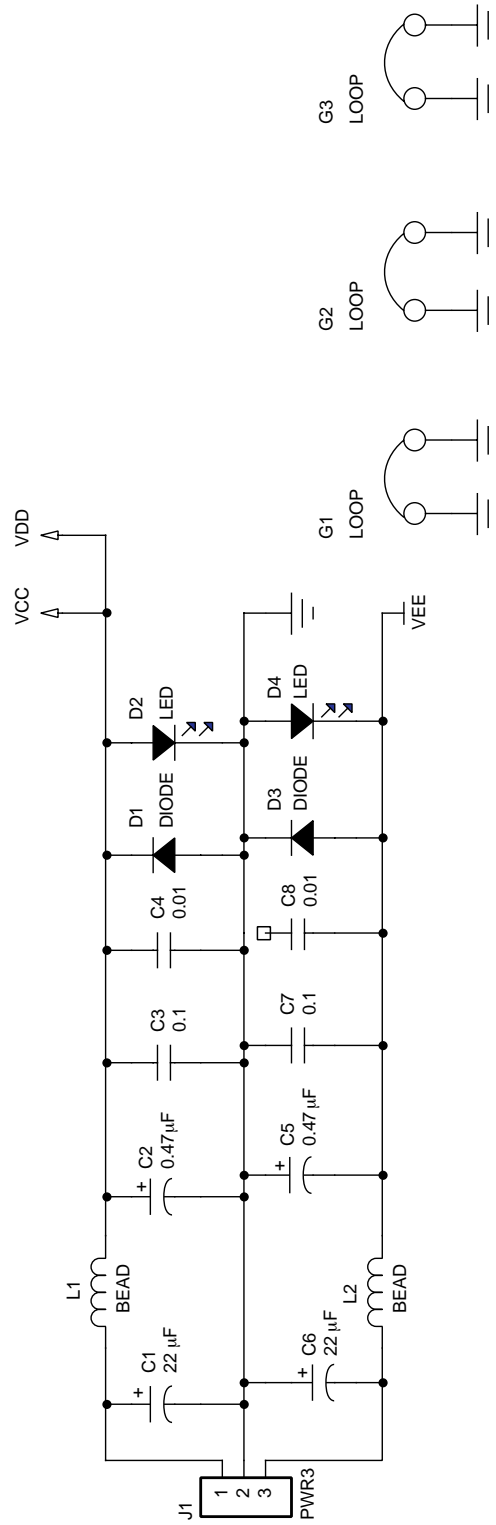 VCC
VDD
L1
BEAD
+
C1
22 µF
+
C2
0.47µF
C3
0.1
C4
0.01
D1
DIODE
D2
LED
J1
1
2
3
PWR3
+
C6
22 µF
L2
BEAD
+
C5
0.47µF
C7
0.1
C8
0.01
D3
DIODE
D4
LED
VEE
G1
LOOP
G2
LOOP
G3
LOOP